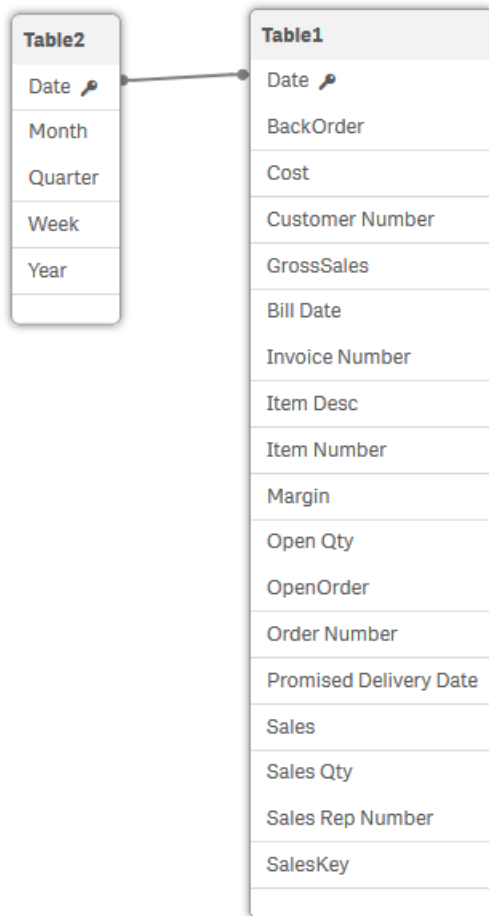 Table2
Date
Month
Quarter
Week
Year
Table1
Date
BackOrder
Cost
Customer Number
GrossSales
Bill Date
Invoice Number
Item Desc
Item Number
Margin
Open Qty
OpenOrder
Order Number
Promised Delivery Date
Sales
Sales Qty
Sales Rep Number
SalesKey